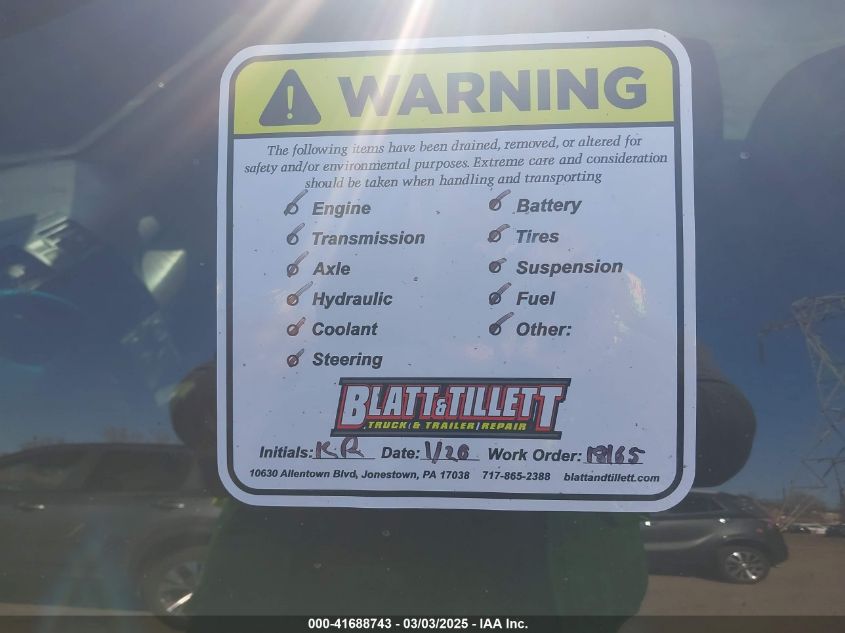 WARNING
The following items have been drained, removed, or altered for
safety and/or environmental purposes. Extreme care and consideration
should be taken when handling and transporting
Engine
Transmission
Axle
Hydraulic
Coolant
Steering
Battery
Tires
Suspension
Fuel
Other:
BLATT & TILLETT
TRUCK & TRAILER REPAIR
Initials: KR Date: 1/20 Work Order: 19165
10630 Allentown Blvd, Jonestown, PA 17038 717-865-2388 blattandtillett.com
000-41688743 - 03/03/2025 - IAA Inc.